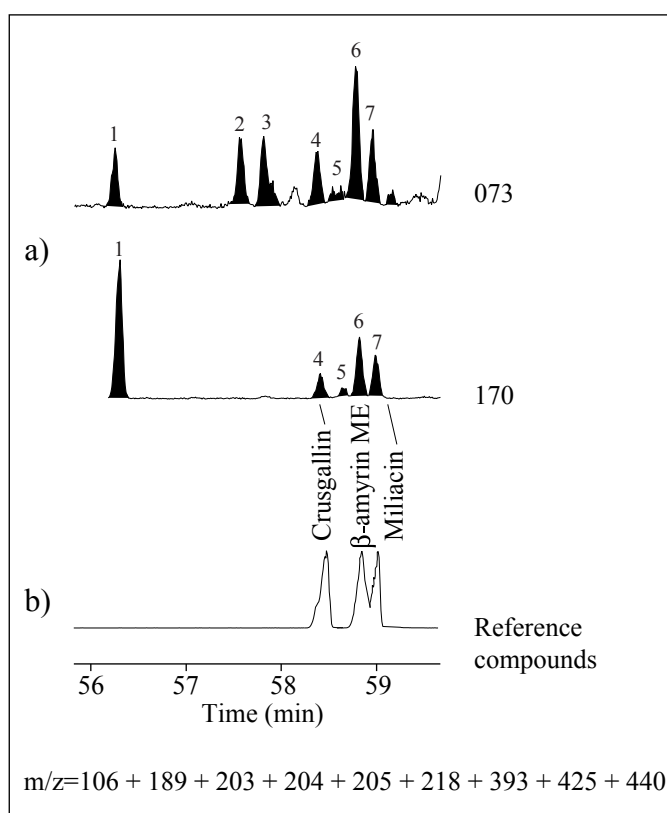 1
2
3
4
5
6
7
073
a)
1
4
5
6
7
170
Crusgallin
β-amyrin ME
Miliacin
b)
Reference
compounds
56 57 58 59
Time (min)
m/z=106 + 189 + 203 + 204 + 205 + 218 + 393 + 425 + 440